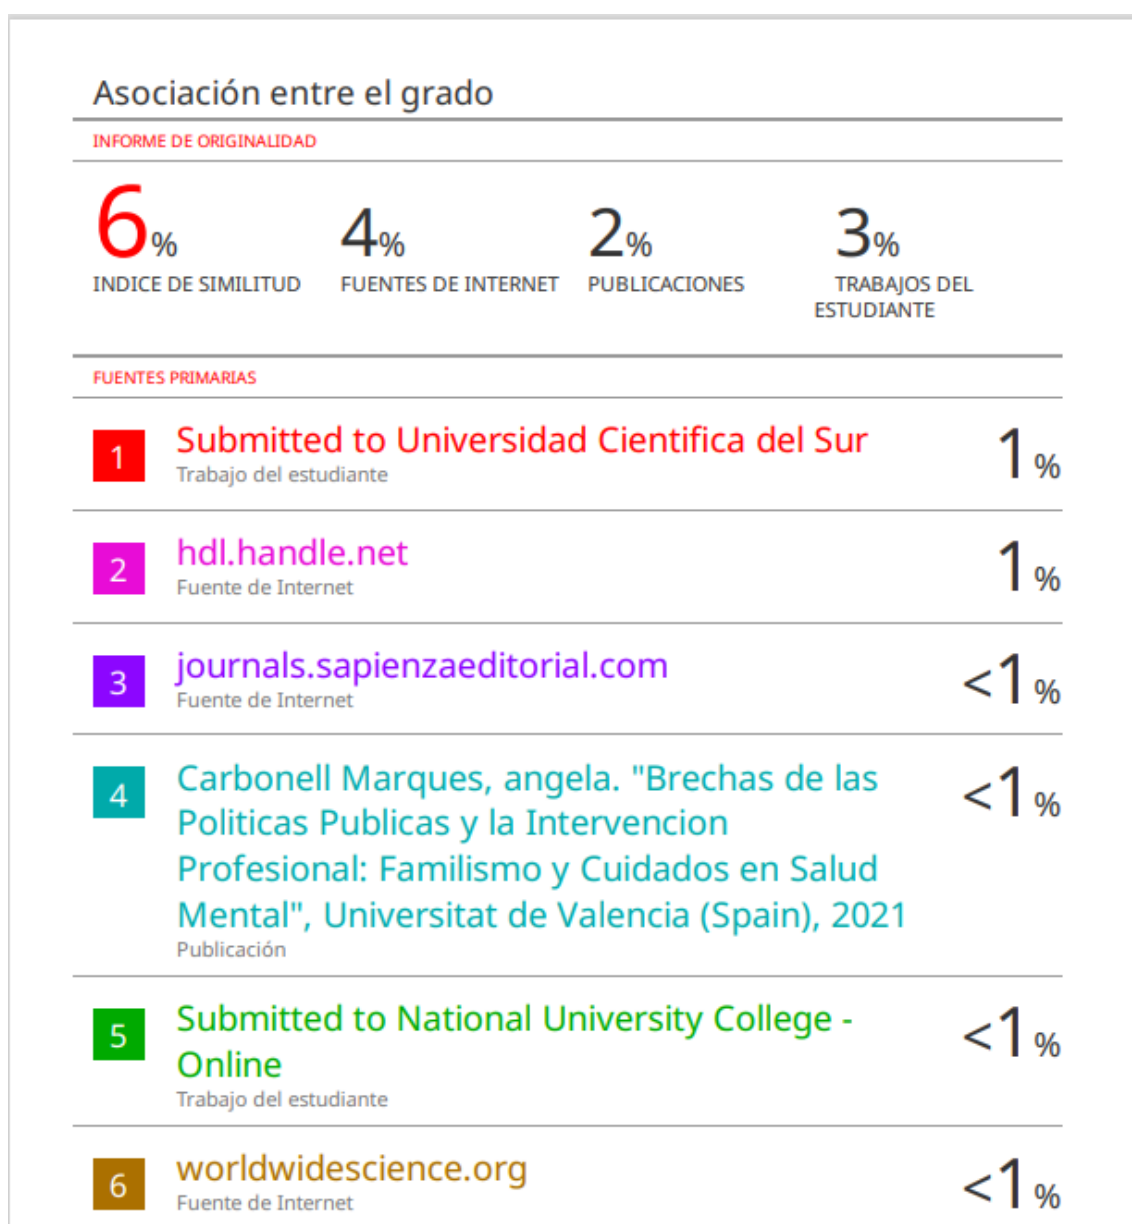 Asociación entre el grado
INFORME DE ORIGINALIDAD
6%
4%
2%
3%
INDICE DE SIMILITUD
FUENTES DE INTERNET
PUBLICACIONES
TRABAJOS DEL
ESTUDIANTE
FUENTES PRIMARIAS
1
Submitted to Universidad Cientifica del Sur
Trabajo del estudiante
1%
2
hdl.handle.net
Fuente de Internet
1%
3
journals.sapienzaeditorial.com
Fuente de Internet
<1%
4
Carbonell Marques, angela. "Brechas de las
Politicas Publicas y la Intervencion
Profesional: Familismo y Cuidados en Salud
Mental", Universitat de Valencia (Spain), 2021
Publicación
<1%
5
Submitted to National University College -
Online
Trabajo del estudiante
<1%
6
worldwidescience.org
Fuente de Internet
<1%